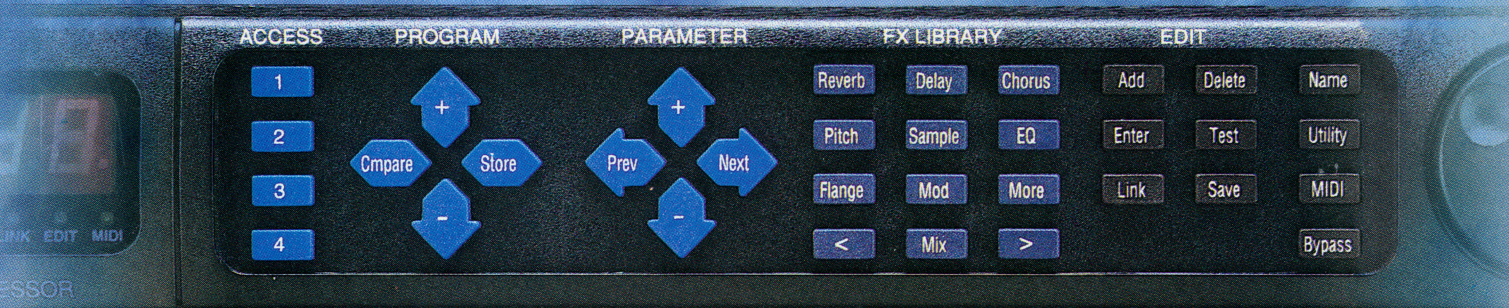 ACCESS PROGRAM PARAMETER FX LIBRARY EDIT
1 + + Reverb Delay Chorus Add Delete Name
2 Cmpare Store Prev Next Pitch Sample EQ Enter Test Utility
3 - - Flange Mod More Link Save MIDI
4 < Mix > Bypass
LINK EDIT MIDI
ESSOR